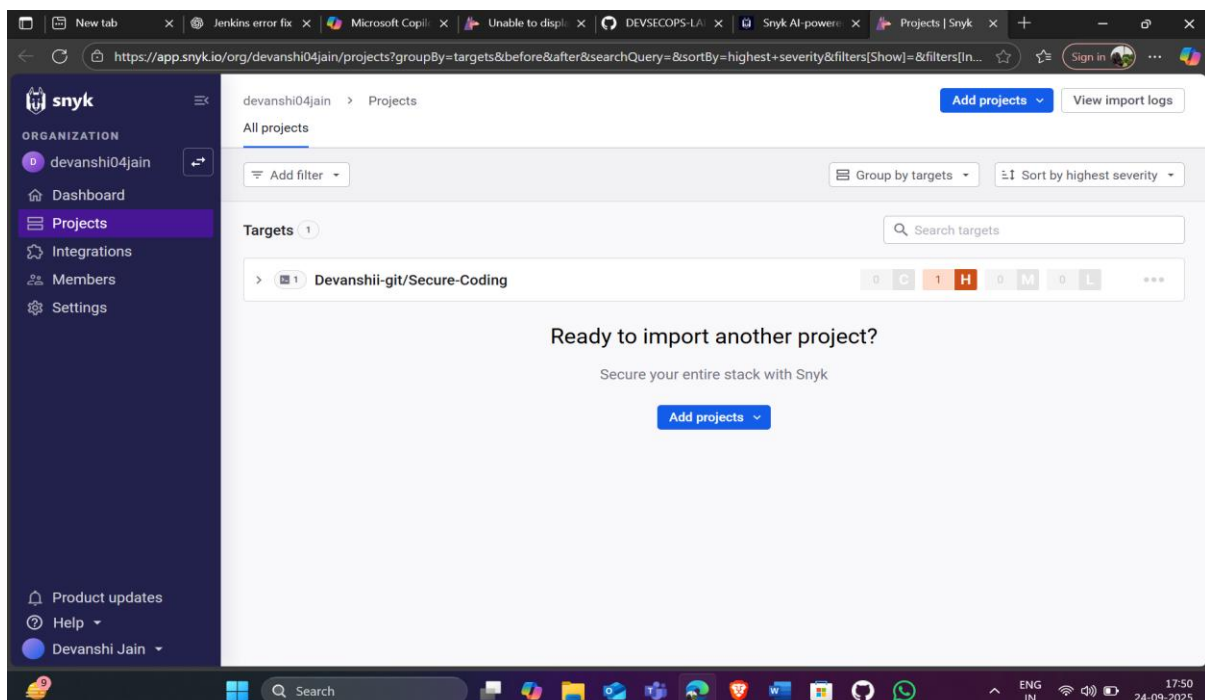 New tab
Jenkins error fix
Microsoft Copil
Unable to displ
DEVSECOPS-LA
Snyk AI-powere
Projects | Snyk
https://app.snyk.io/org/devanshi04jain/projects?groupBy=targets&before&after&searchQuery=&sortBy=highest+severity&filters[Show]=&filters[In...
Sign in
snyk
ORGANIZATION
D devanshi04jain
Dashboard
Projects
Integrations
Members
Settings
Product updates
Help
Devanshi Jain
devanshi04jain > Projects
Add projects
View import logs
All projects
Add filter
Group by targets
Sort by highest severity
Targets 1
Search targets
1 Devanshii-git/Secure-Coding 0 C 1 H 0 M 0 L
Ready to import another project?
Secure your entire stack with Snyk
Add projects
9
Search
ENG
IN
17:50
24-09-2025